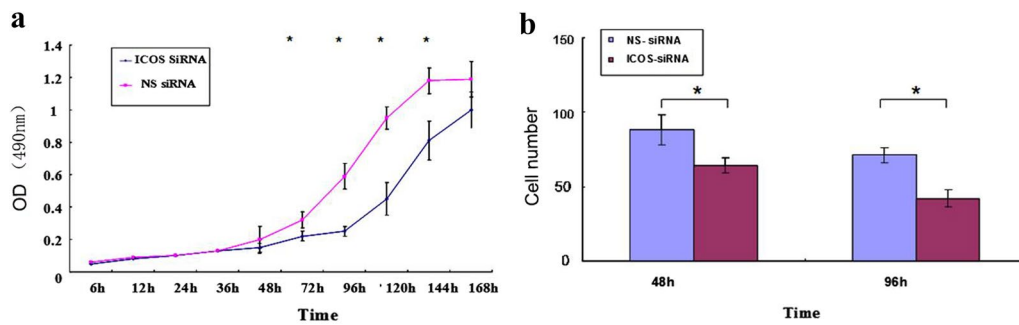 a
* * * *
1.4
1.2
1
0.8
0.6
0.4
0.2
0
OD (490nm)
ICOS SiRNA
NS siRNA
6h 12h 24h 36h 48h 72h 96h 120h 144h 168h
Time
b
150
100
50
0
Cell number
NS- siRNA
ICOS-siRNA
* *
48h 96h
Time